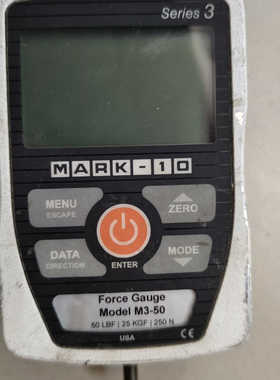 Series 3
MARK-10
MENU
ESCAPE
ZERO
DATA
DIRECTION
ENTER
MODE
Force Gauge
Model M3-50
50 LBF | 25 KGF | 250 N
USA
CE